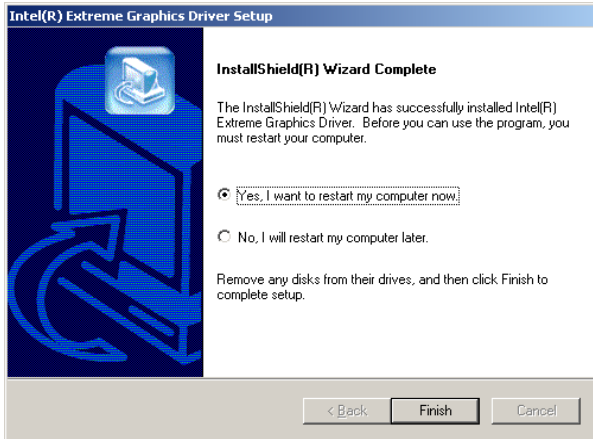 Intel(R) Extreme Graphics Driver Setup
InstallShield(R) Wizard Complete
The InstallShield(R) Wizard has successfully installed Intel(R)
Extreme Graphics Driver.  Before you can use the program, you
must restart your computer.
Yes, I want to restart my computer now.
No, I will restart my computer later.
Remove any disks from their drives, and then click Finish to
complete setup.
< Back
Finish
Cancel